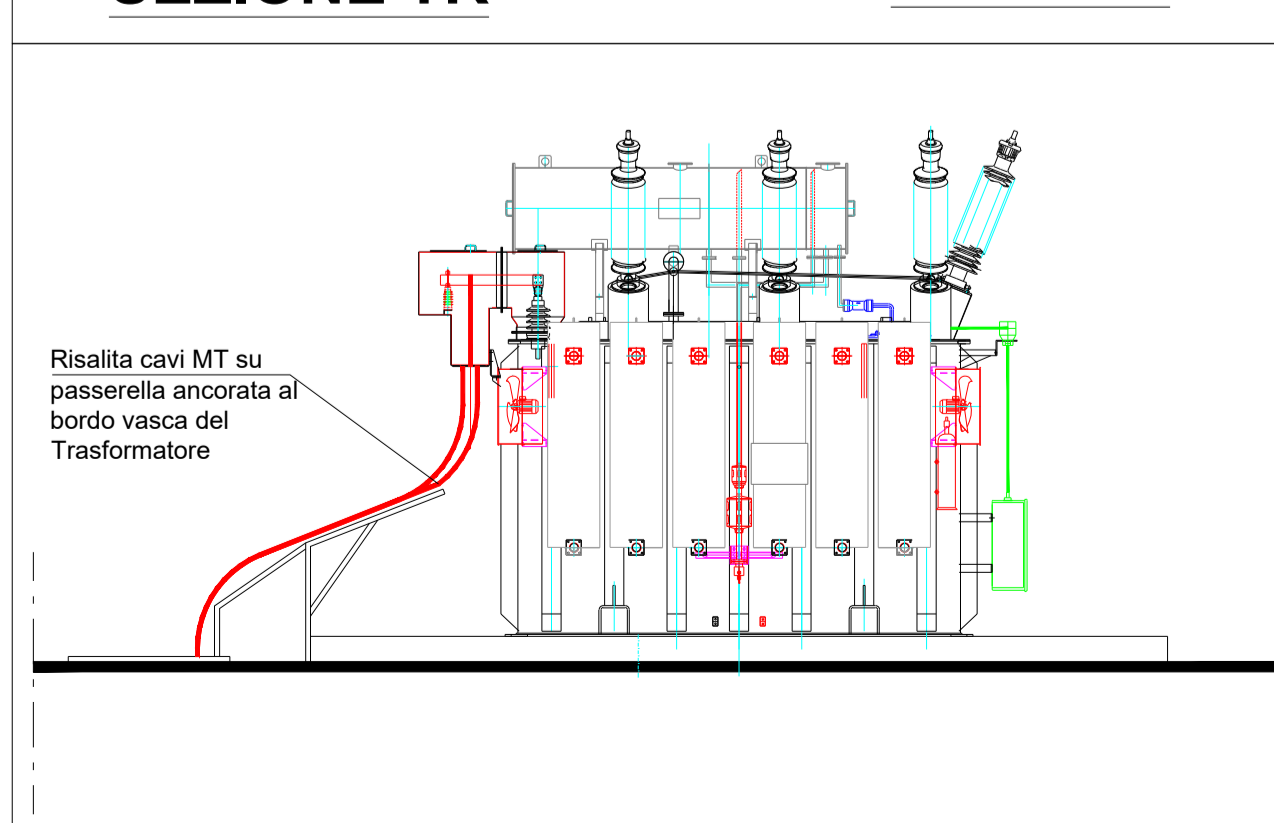 Risalita cavi MT su
passerella ancorata al
bordo vasca del
Trasformatore